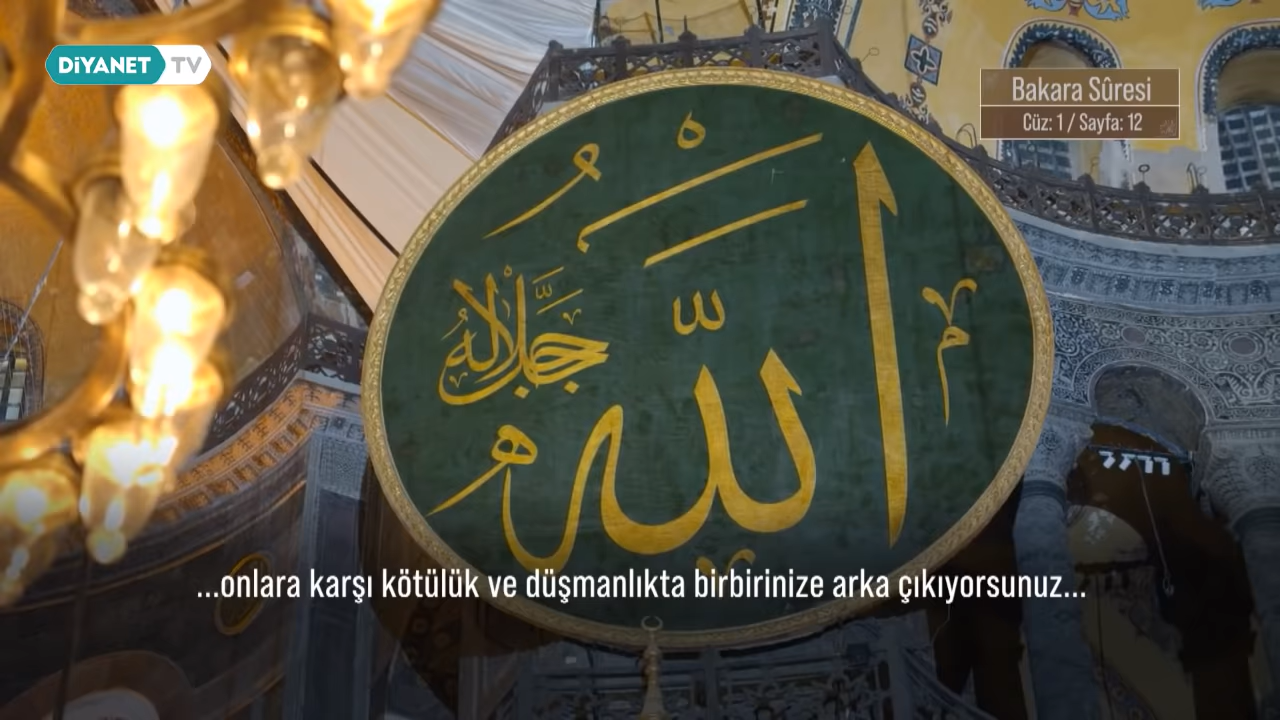 DİYANET TV
Bakara Sûresi
Cüz: 1 / Sayfa: 12
الله
جل جلاله
...onlara karşı kötülük ve düşmanlıkta birbirinize arka çıkıyorsunuz...